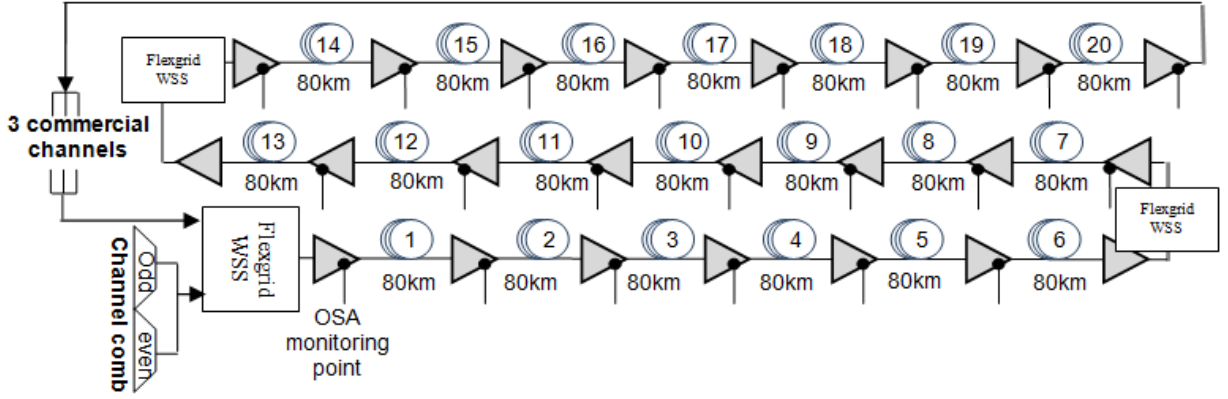 Flexgrid
WSS
14
15
16
17
18
19
20
80km
80km
80km
80km
80km
80km
80km
3 commercial
channels
13
12
11
10
9
8
7
80km
80km
80km
80km
80km
80km
80km
Flexgrid
WSS
Flexgrid
WSS
1
2
3
4
5
6
80km
80km
80km
80km
80km
80km
Channel comb
Odd
even
OSA
monitoring
point